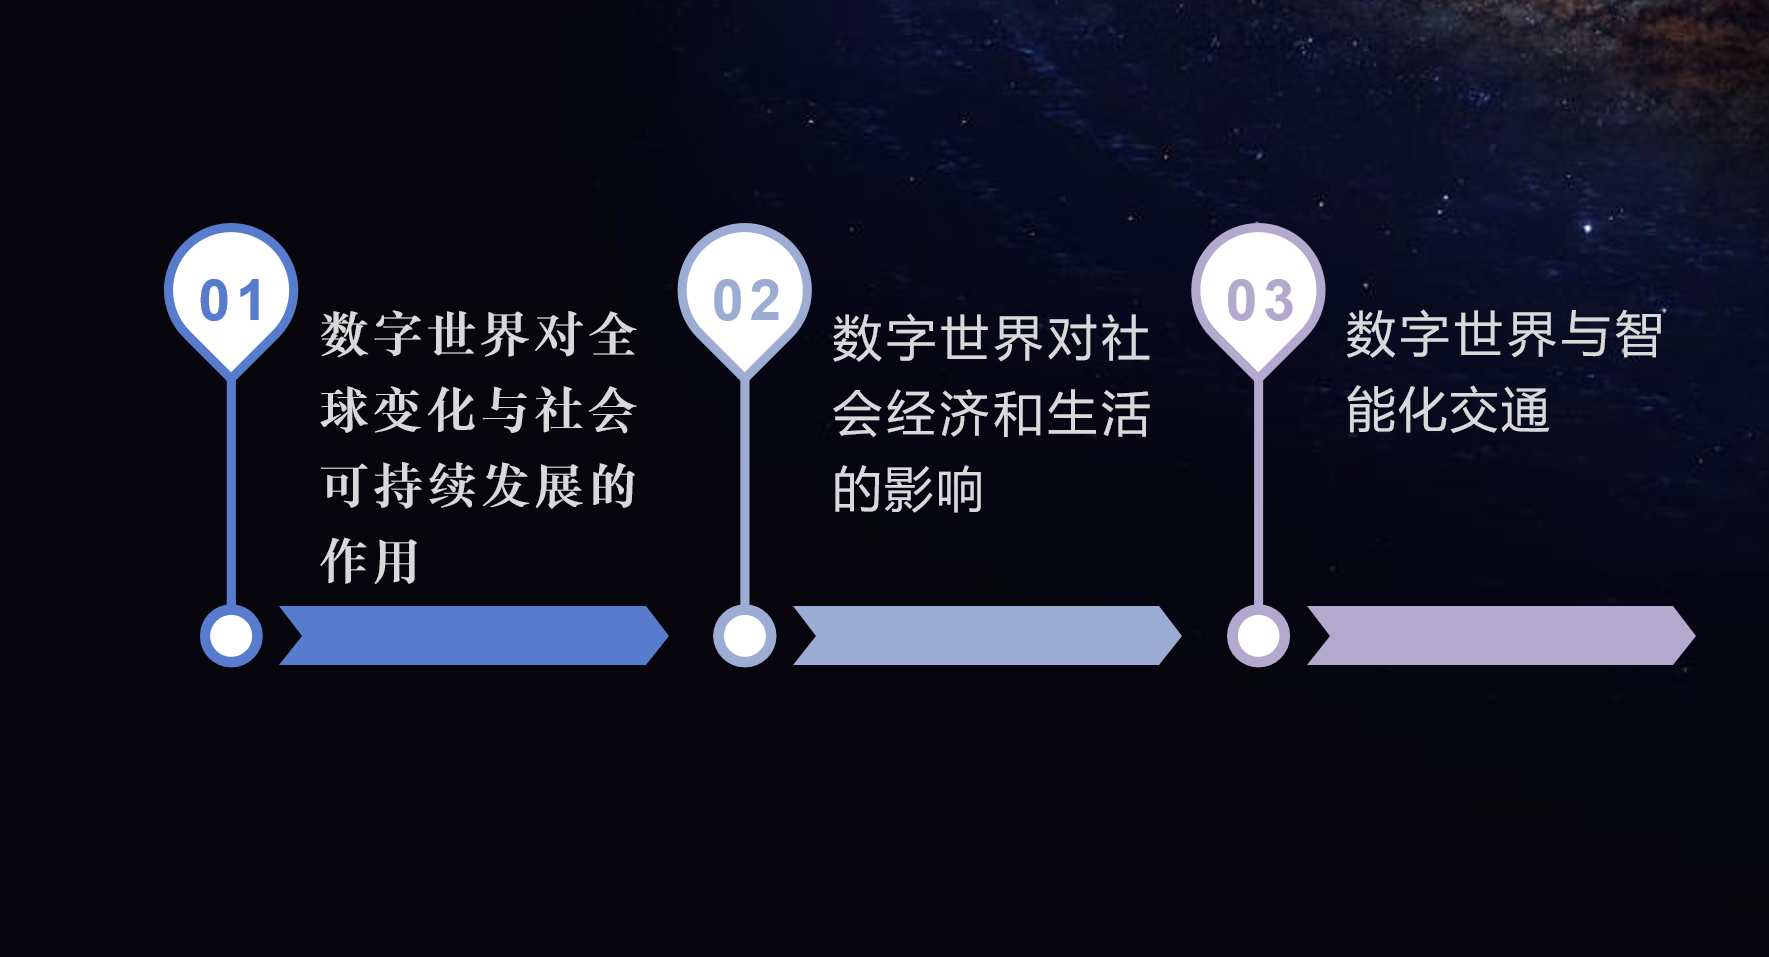 01
数字世界对全
球变化与社会
可持续发展的
作用
02
数字世界对社
会经济和生活
的影响
03
数字世界与智
能化交通